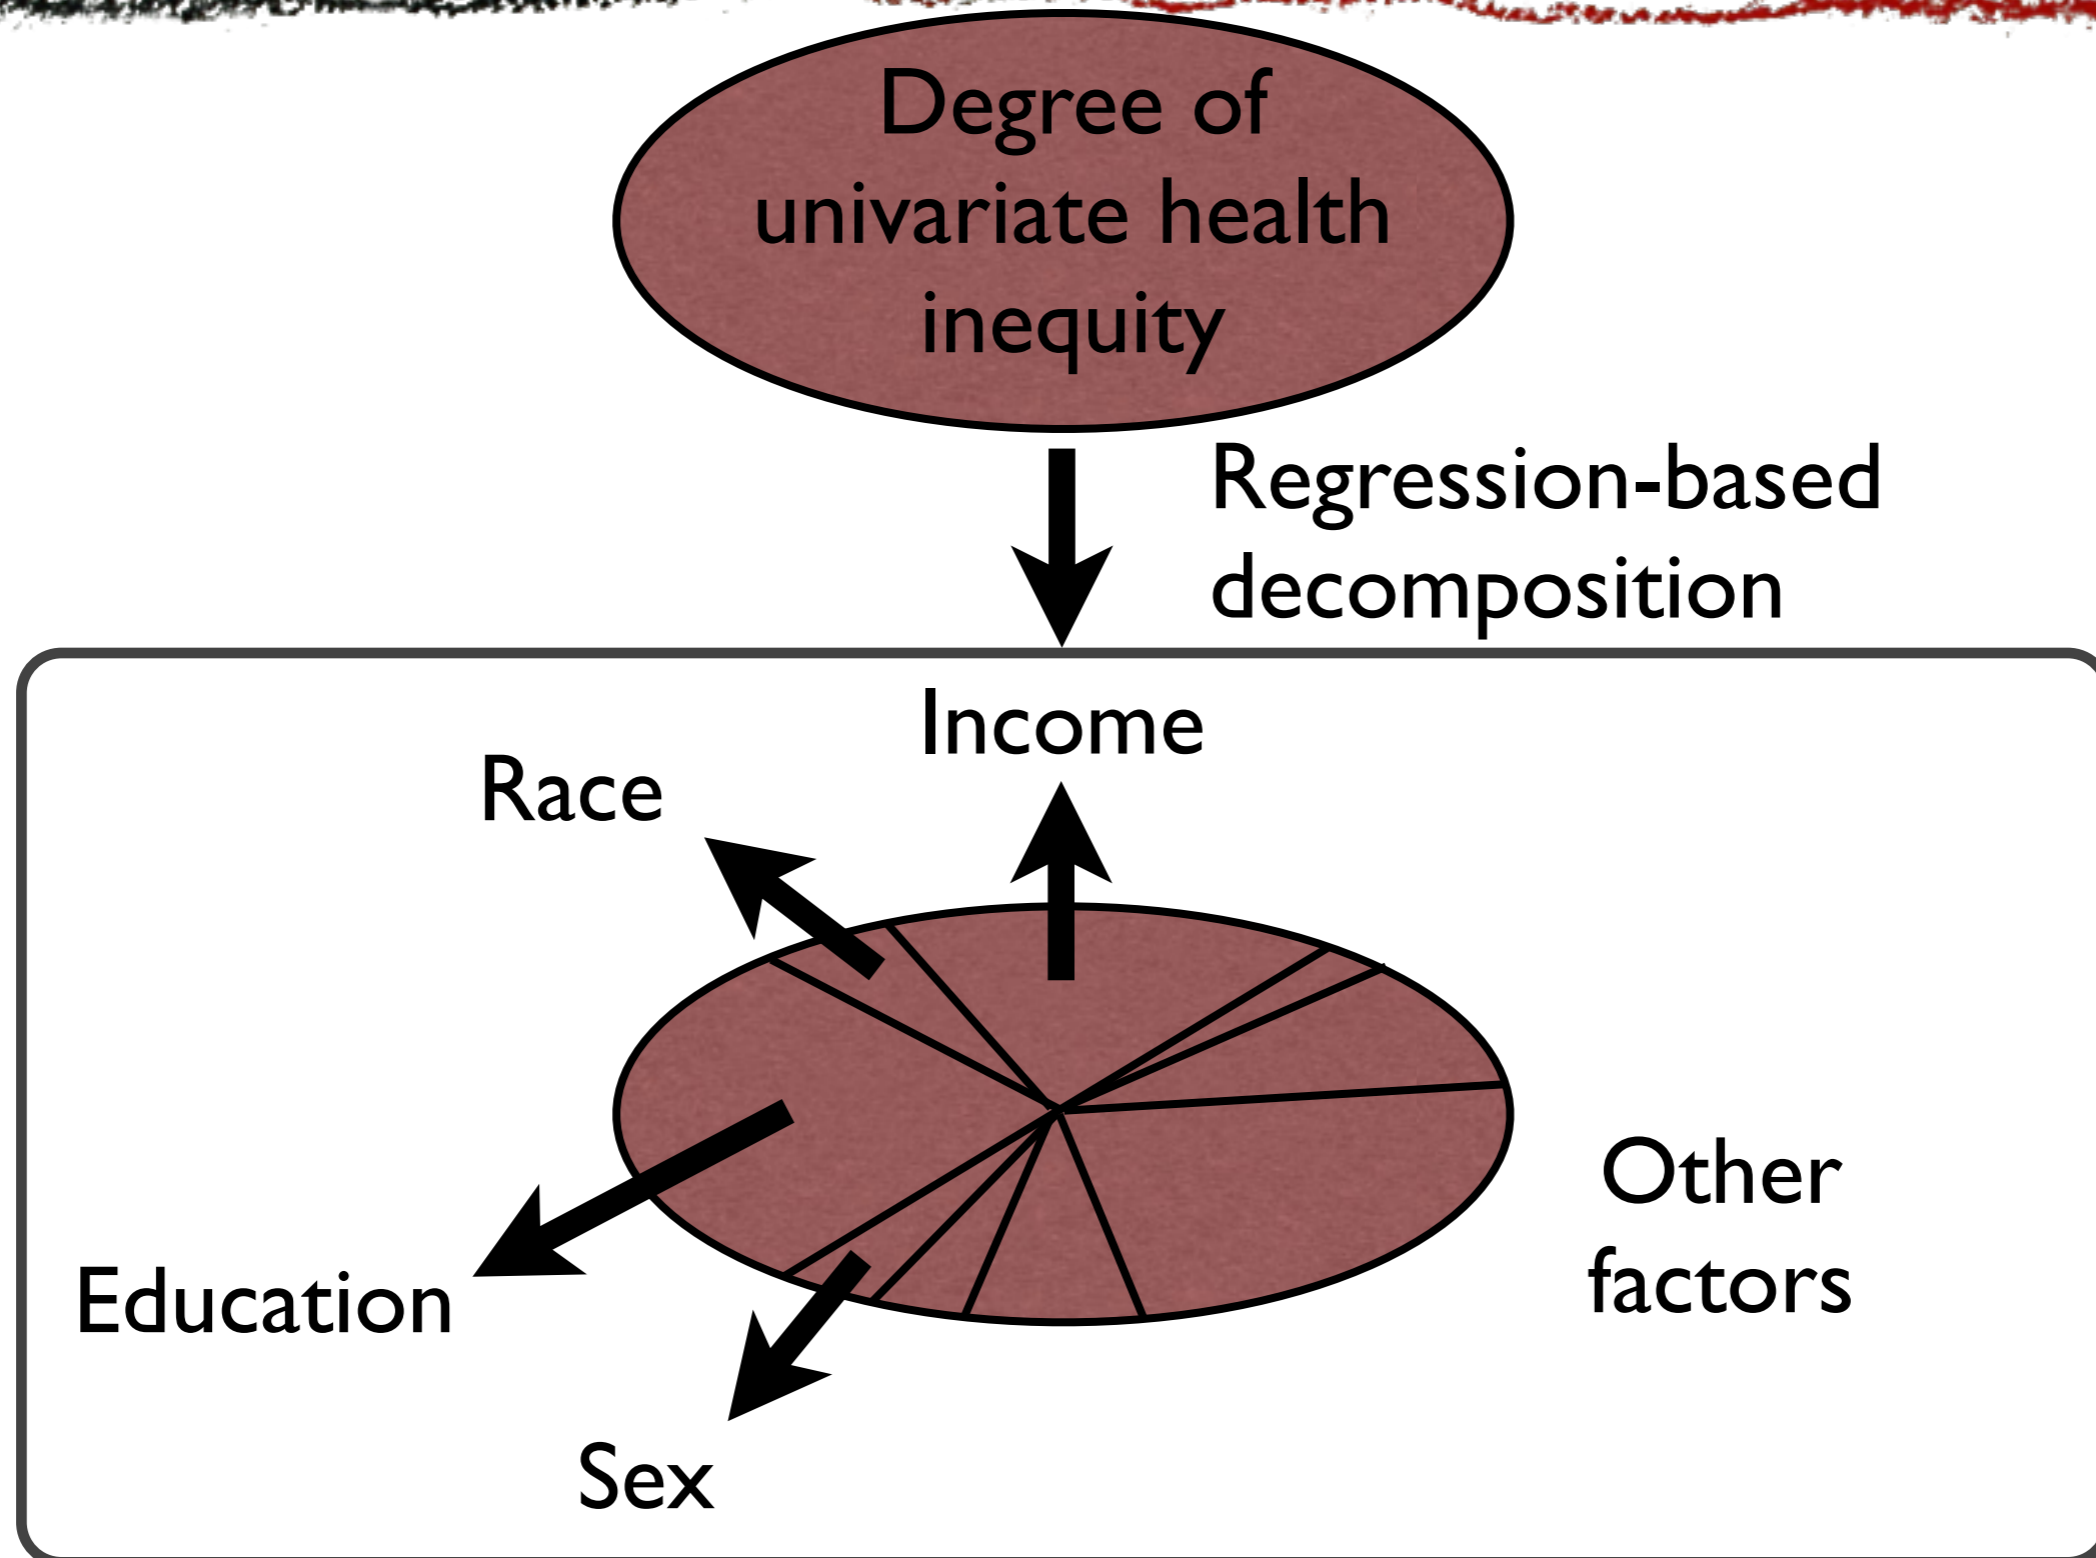 Degree of
univariate health
inequity
Regression-based
decomposition
Income
Race
Other
factors
Education
Sex